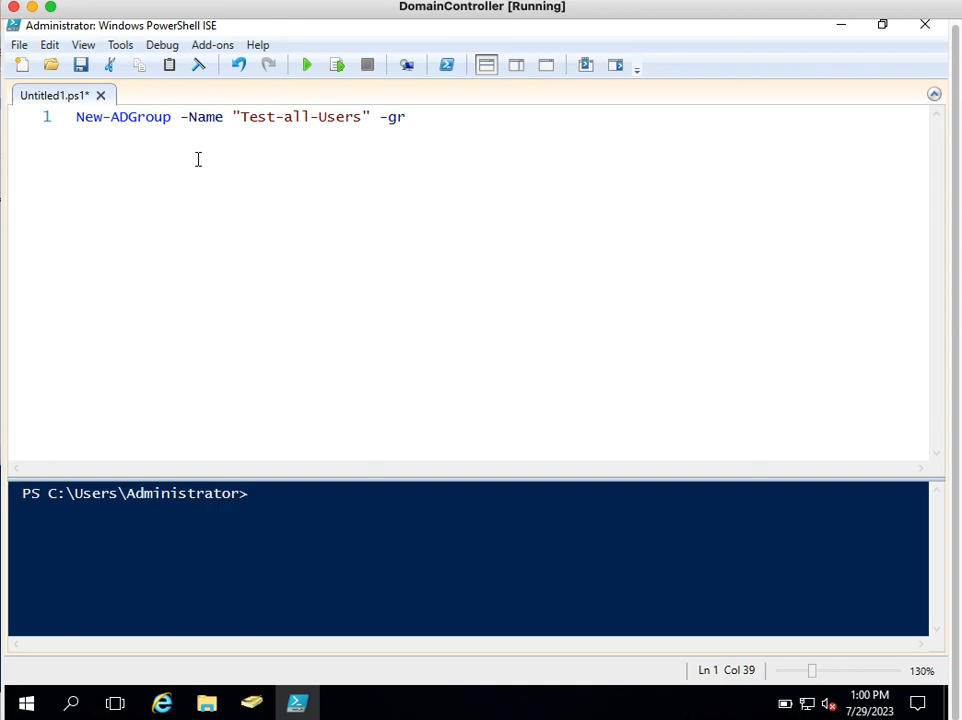 DomainController [Running]
Administrator: Windows PowerShell ISE
File Edit View Tools Debug Add-ons Help
Untitled1.ps1*
1 New-ADGroup -Name "Test-all-Users" -gr
PS C:\Users\Administrator>
Ln 1 Col 39
130%
1:00 PM
7/29/2023